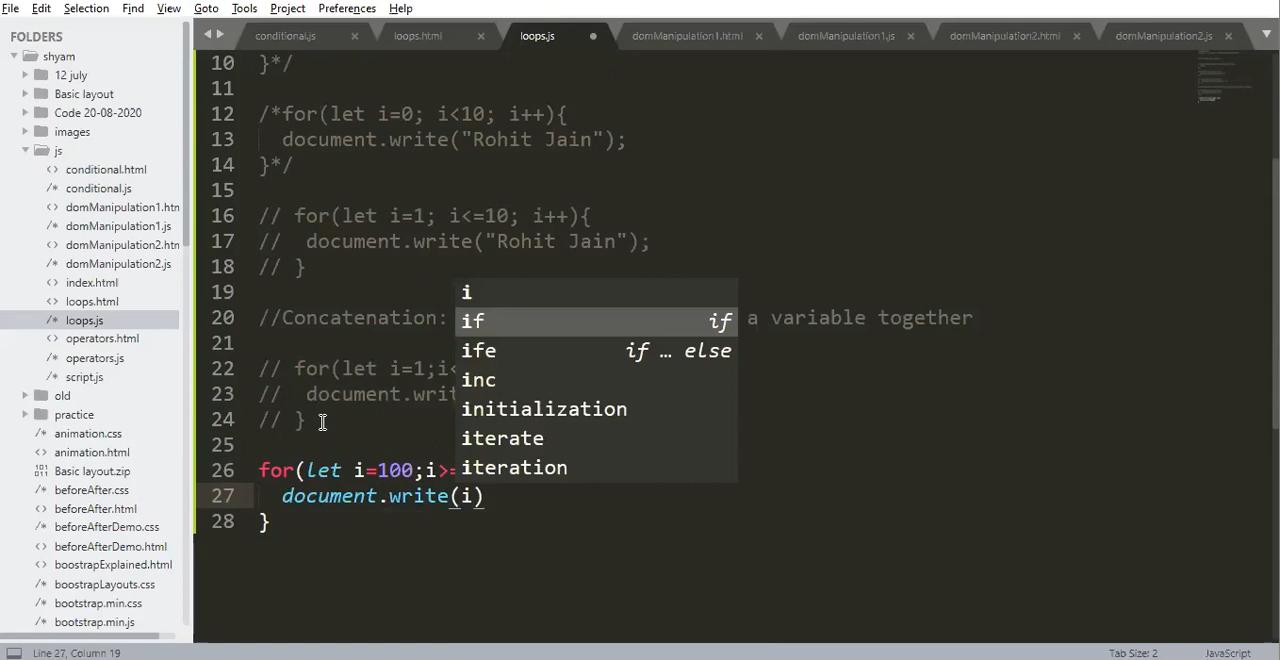 File Edit Selection Find View Goto Tools Project Preferences Help
FOLDERS
shyam
12 july
Basic layout
Code 20-08-2020
images
js
conditional.html
conditional.js
domManipulation1.htn
domManipulation1.js
domManipulation2.htn
domManipulation2.js
index.html
loops.html
loops.js
operators.html
operators.js
script.js
old
practice
animation.css
animation.html
Basic layout.zip
beforeAfter.css
beforeAfter.html
beforeAfterDemo.css
beforeAfterDemo.html
boostrapExplained.html
boostrapLayouts.css
bootstrap.min.css
bootstrap.min.js
conditional.js loops.html loops.js domManipulation1.html domManipulation1.js domManipulation2.html domManipulation2.js
10 }*/
11
12 /*for(let i=0; i<10; i++){
13 document.write("Rohit Jain");
14 }*/
15
16 // for(let i=1; i<=10; i++){
17 // document.write("Rohit Jain");
18 // }
19
20 //Concatenation: a variable together
21
22 // for(let i=1;i<
23 // document.writ
24 // }
25
26 for(let i=100;i>=
27 document.write(i)
28 }
i
if if
ife if … else
inc
initialization
iterate
iteration
Line 27, Column 19 Tab Size: 2 JavaScript